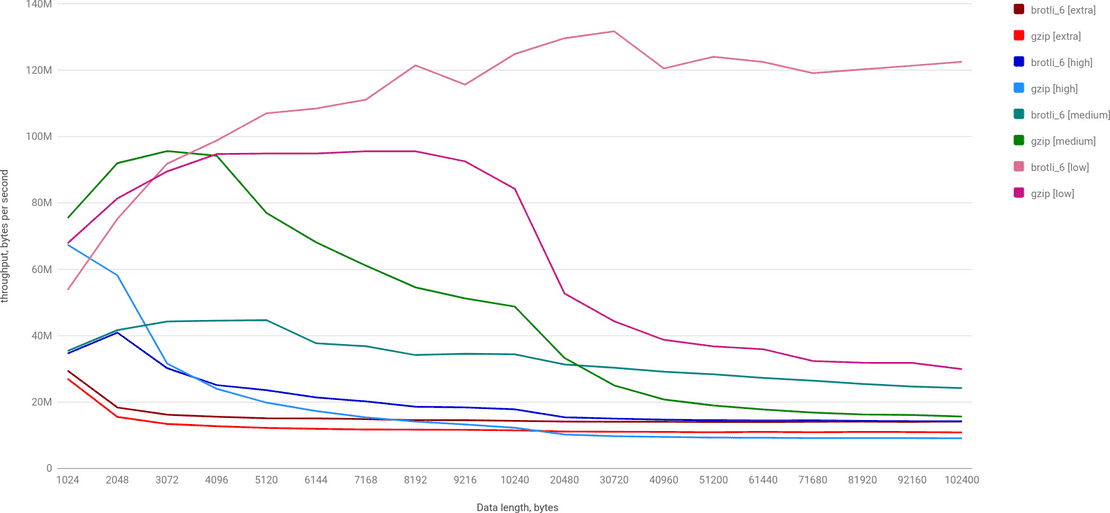 140M
120M
100M
80M
60M
40M
20M
0
throughput, bytes per second
1024 2048 3072 4096 5120 6144 7168 8192 9216 10240 20480 30720 40960 51200 61440 71680 81920 92160 102400
Data length, bytes
brotli_6 [extra]
gzip [extra]
brotli_6 [high]
gzip [high]
brotli_6 [medium]
gzip [medium]
brotli_6 [low]
gzip [low]